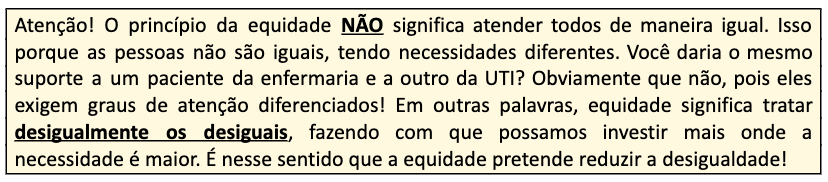 Atenção! O princípio da equidade NÃO significa atender todos de maneira igual. Isso
porque as pessoas não são iguais, tendo necessidades diferentes. Você daria o mesmo
suporte a um paciente da enfermaria e a outro da UTI? Obviamente que não, pois eles
exigem graus de atenção diferenciados! Em outras palavras, equidade significa tratar
desigualmente os desiguais, fazendo com que possamos investir mais onde a
necessidade é maior. É nesse sentido que a equidade pretende reduzir a desigualdade!